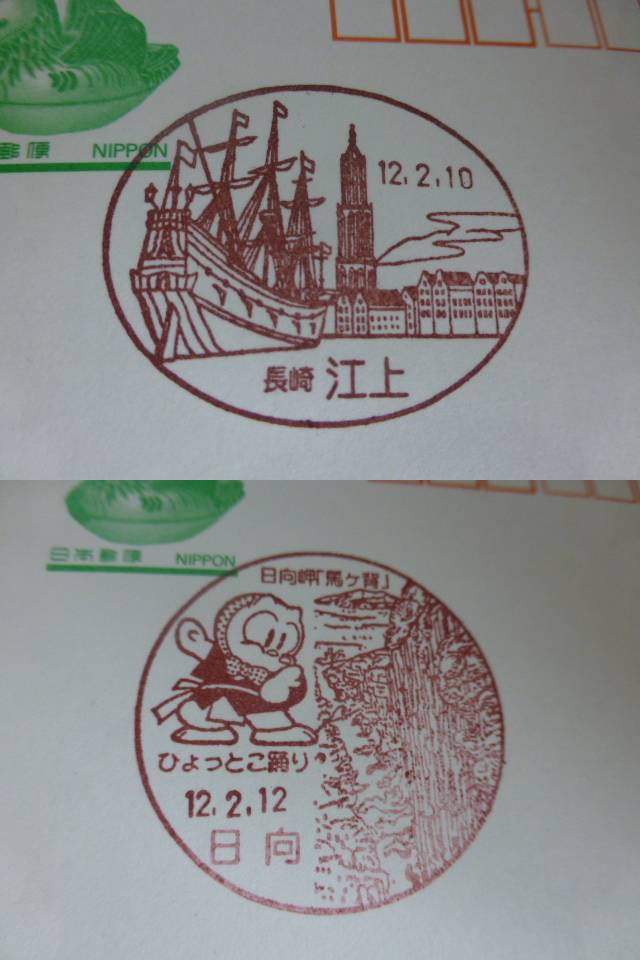 郵便 NIPPON
12.2.10
長崎 江上
日本郵便 NIPPON
日向岬「馬ヶ背」
ひょっとこ踊り
12.2.12
日向